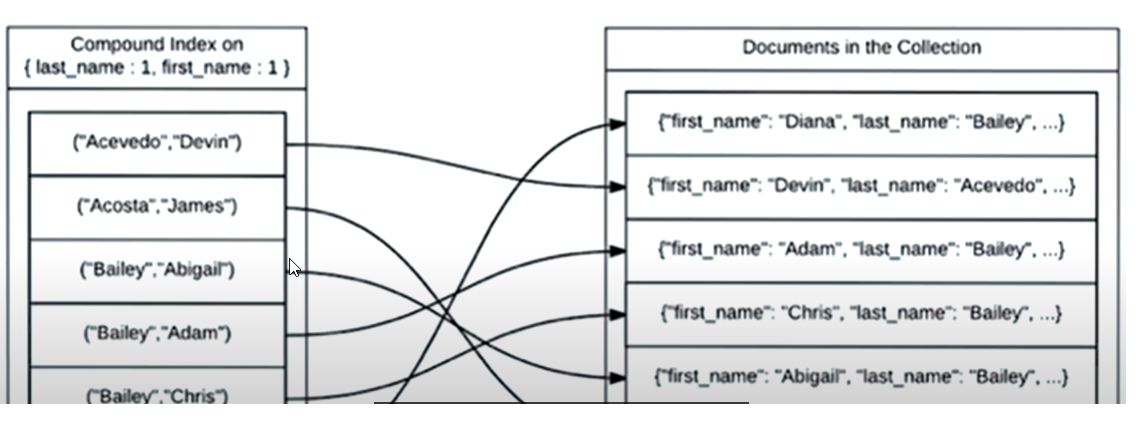 Compound Index on
{ last_name : 1, first_name : 1 }
("Acevedo","Devin")
("Acosta","James")
("Bailey","Abigail")
("Bailey","Adam")
("Bailey","Chris")
Documents in the Collection
{"first_name": "Diana", "last_name": "Bailey", ...}
{"first_name": "Devin", "last_name": "Acevedo", ...}
{"first_name": "Adam", "last_name": "Bailey", ...}
{"first_name": "Chris", "last_name": "Bailey", ...}
{"first_name": "Abigail", "last_name": "Bailey", ...}